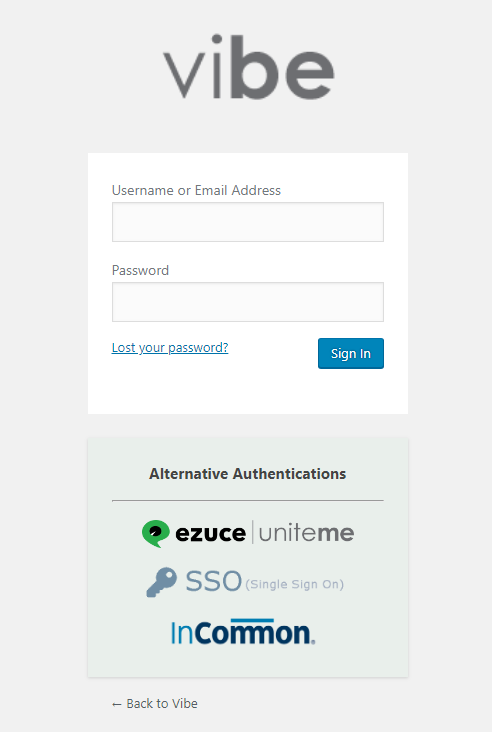 vibe
Username or Email Address
Password
Lost your password?
Sign In
Alternative Authentications
ezuce | uniteme
SSO (Single Sign On)
InCommon.
← Back to Vibe